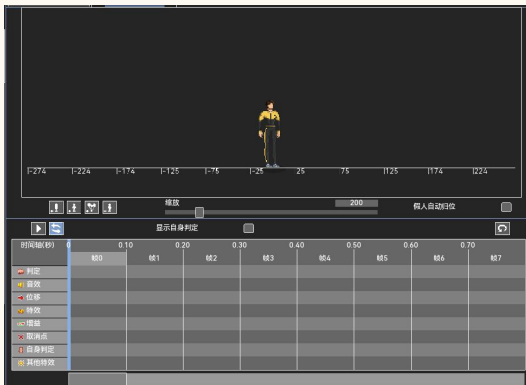 |-274 |-224 |-174 |-125 |-75 |-25 25 75 |125 |174 |224
缩放 200 假人自动归位
显示自身判定
时间轴(秒) 0 0.10 0.20 0.30 0.40 0.50 0.60 0.70
帧0 帧1 帧2 帧3 帧4 帧5 帧6 帧7
判定
音效
位移
特效
增益
取消点
自身判定
其他特效